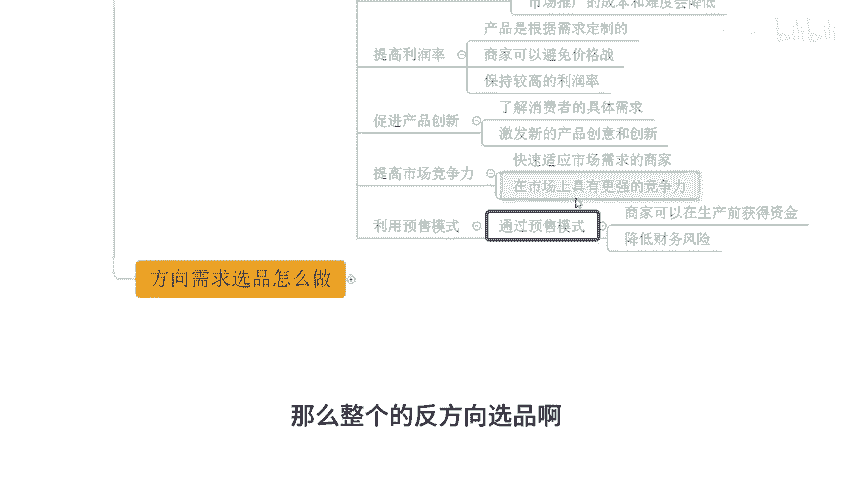 市场推广的成本和难度会降低
产品是根据需求定制的
提高利润率
商家可以避免价格战
保持较高的利润率
了解消费者的具体需求
促进产品创新
激发新的产品创意和创新
快速适应市场需求的商家
提高市场竞争力
在市场上具有更强的竞争力
商家可以在生产前获得资金
利用预售模式
通过预售模式
降低财务风险
方向需求选品怎么做
那么整个的反方向选品啊
bilibili